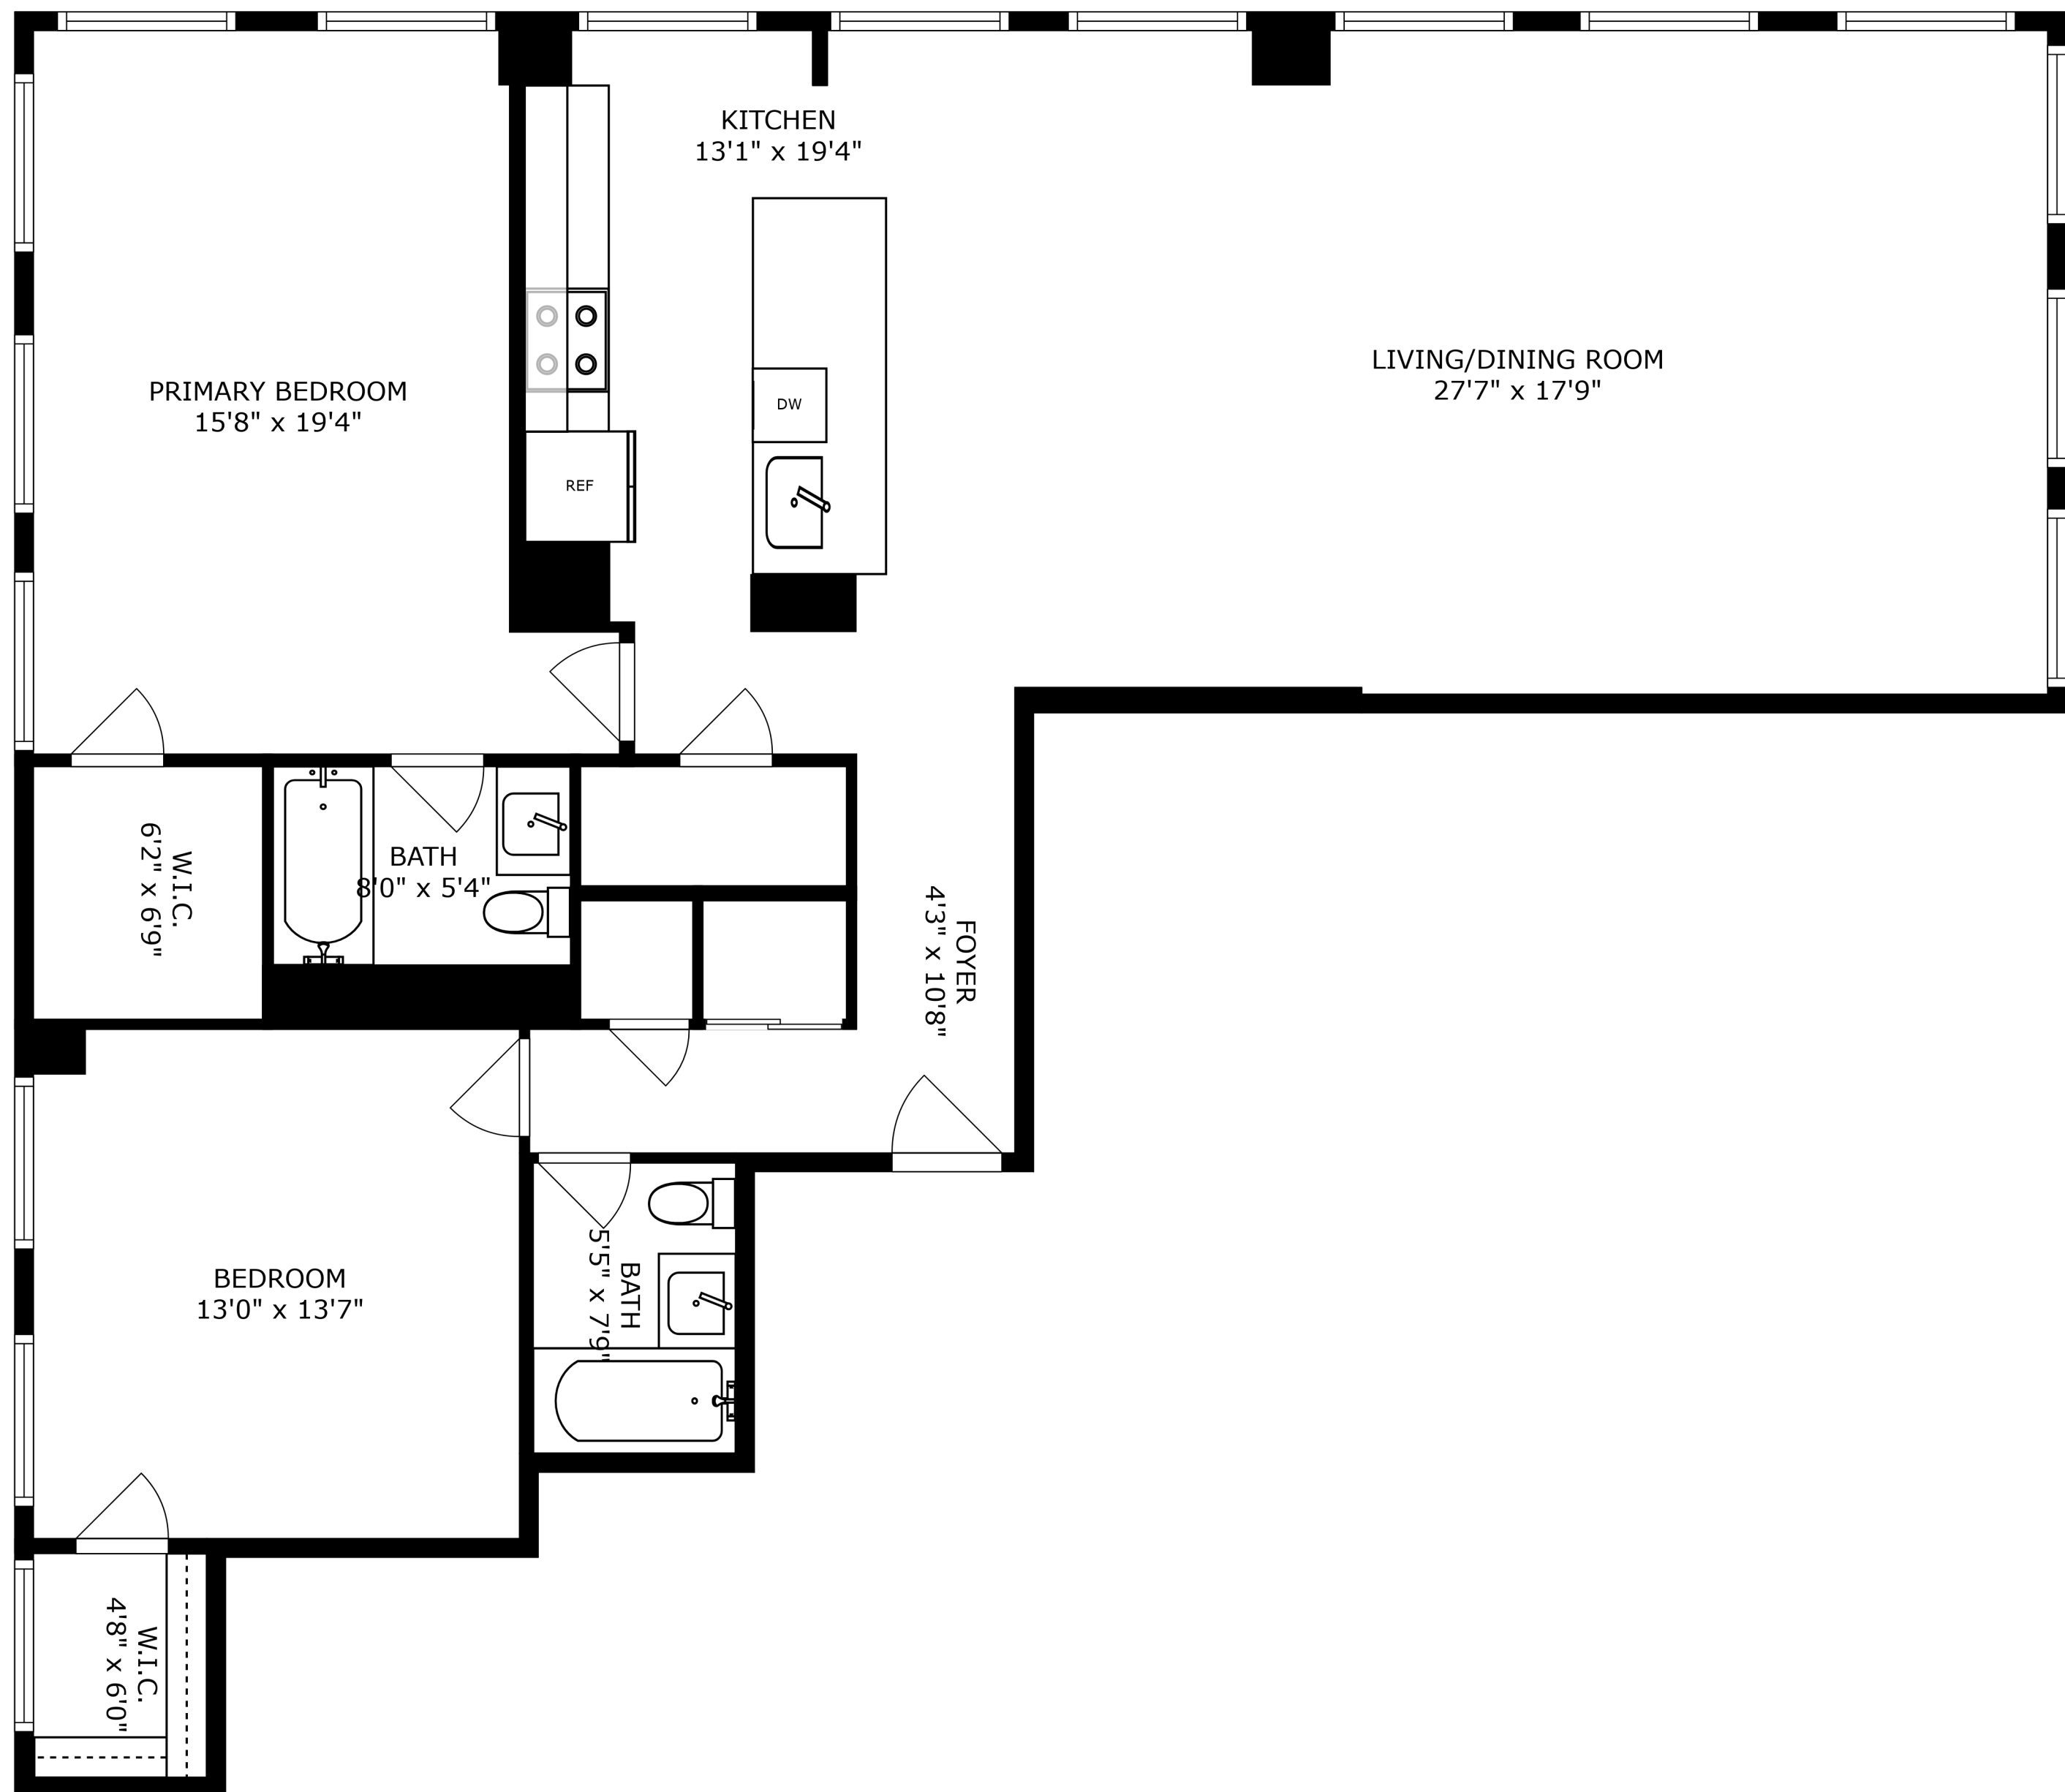 KITCHEN
13'1" x 19'4"
LIVING/DINING ROOM
27'7" x 17'9"
PRIMARY BEDROOM
15'8" x 19'4"
DW
REF
W.I.C.
6'2" x 6'9"
BATH
8'0" x 5'4"
FOYER
4'3" x 10'8"
BEDROOM
13'0" x 13'7"
BATH
5'5" x 7'9"
W.I.C.
4'8" x 6'0"